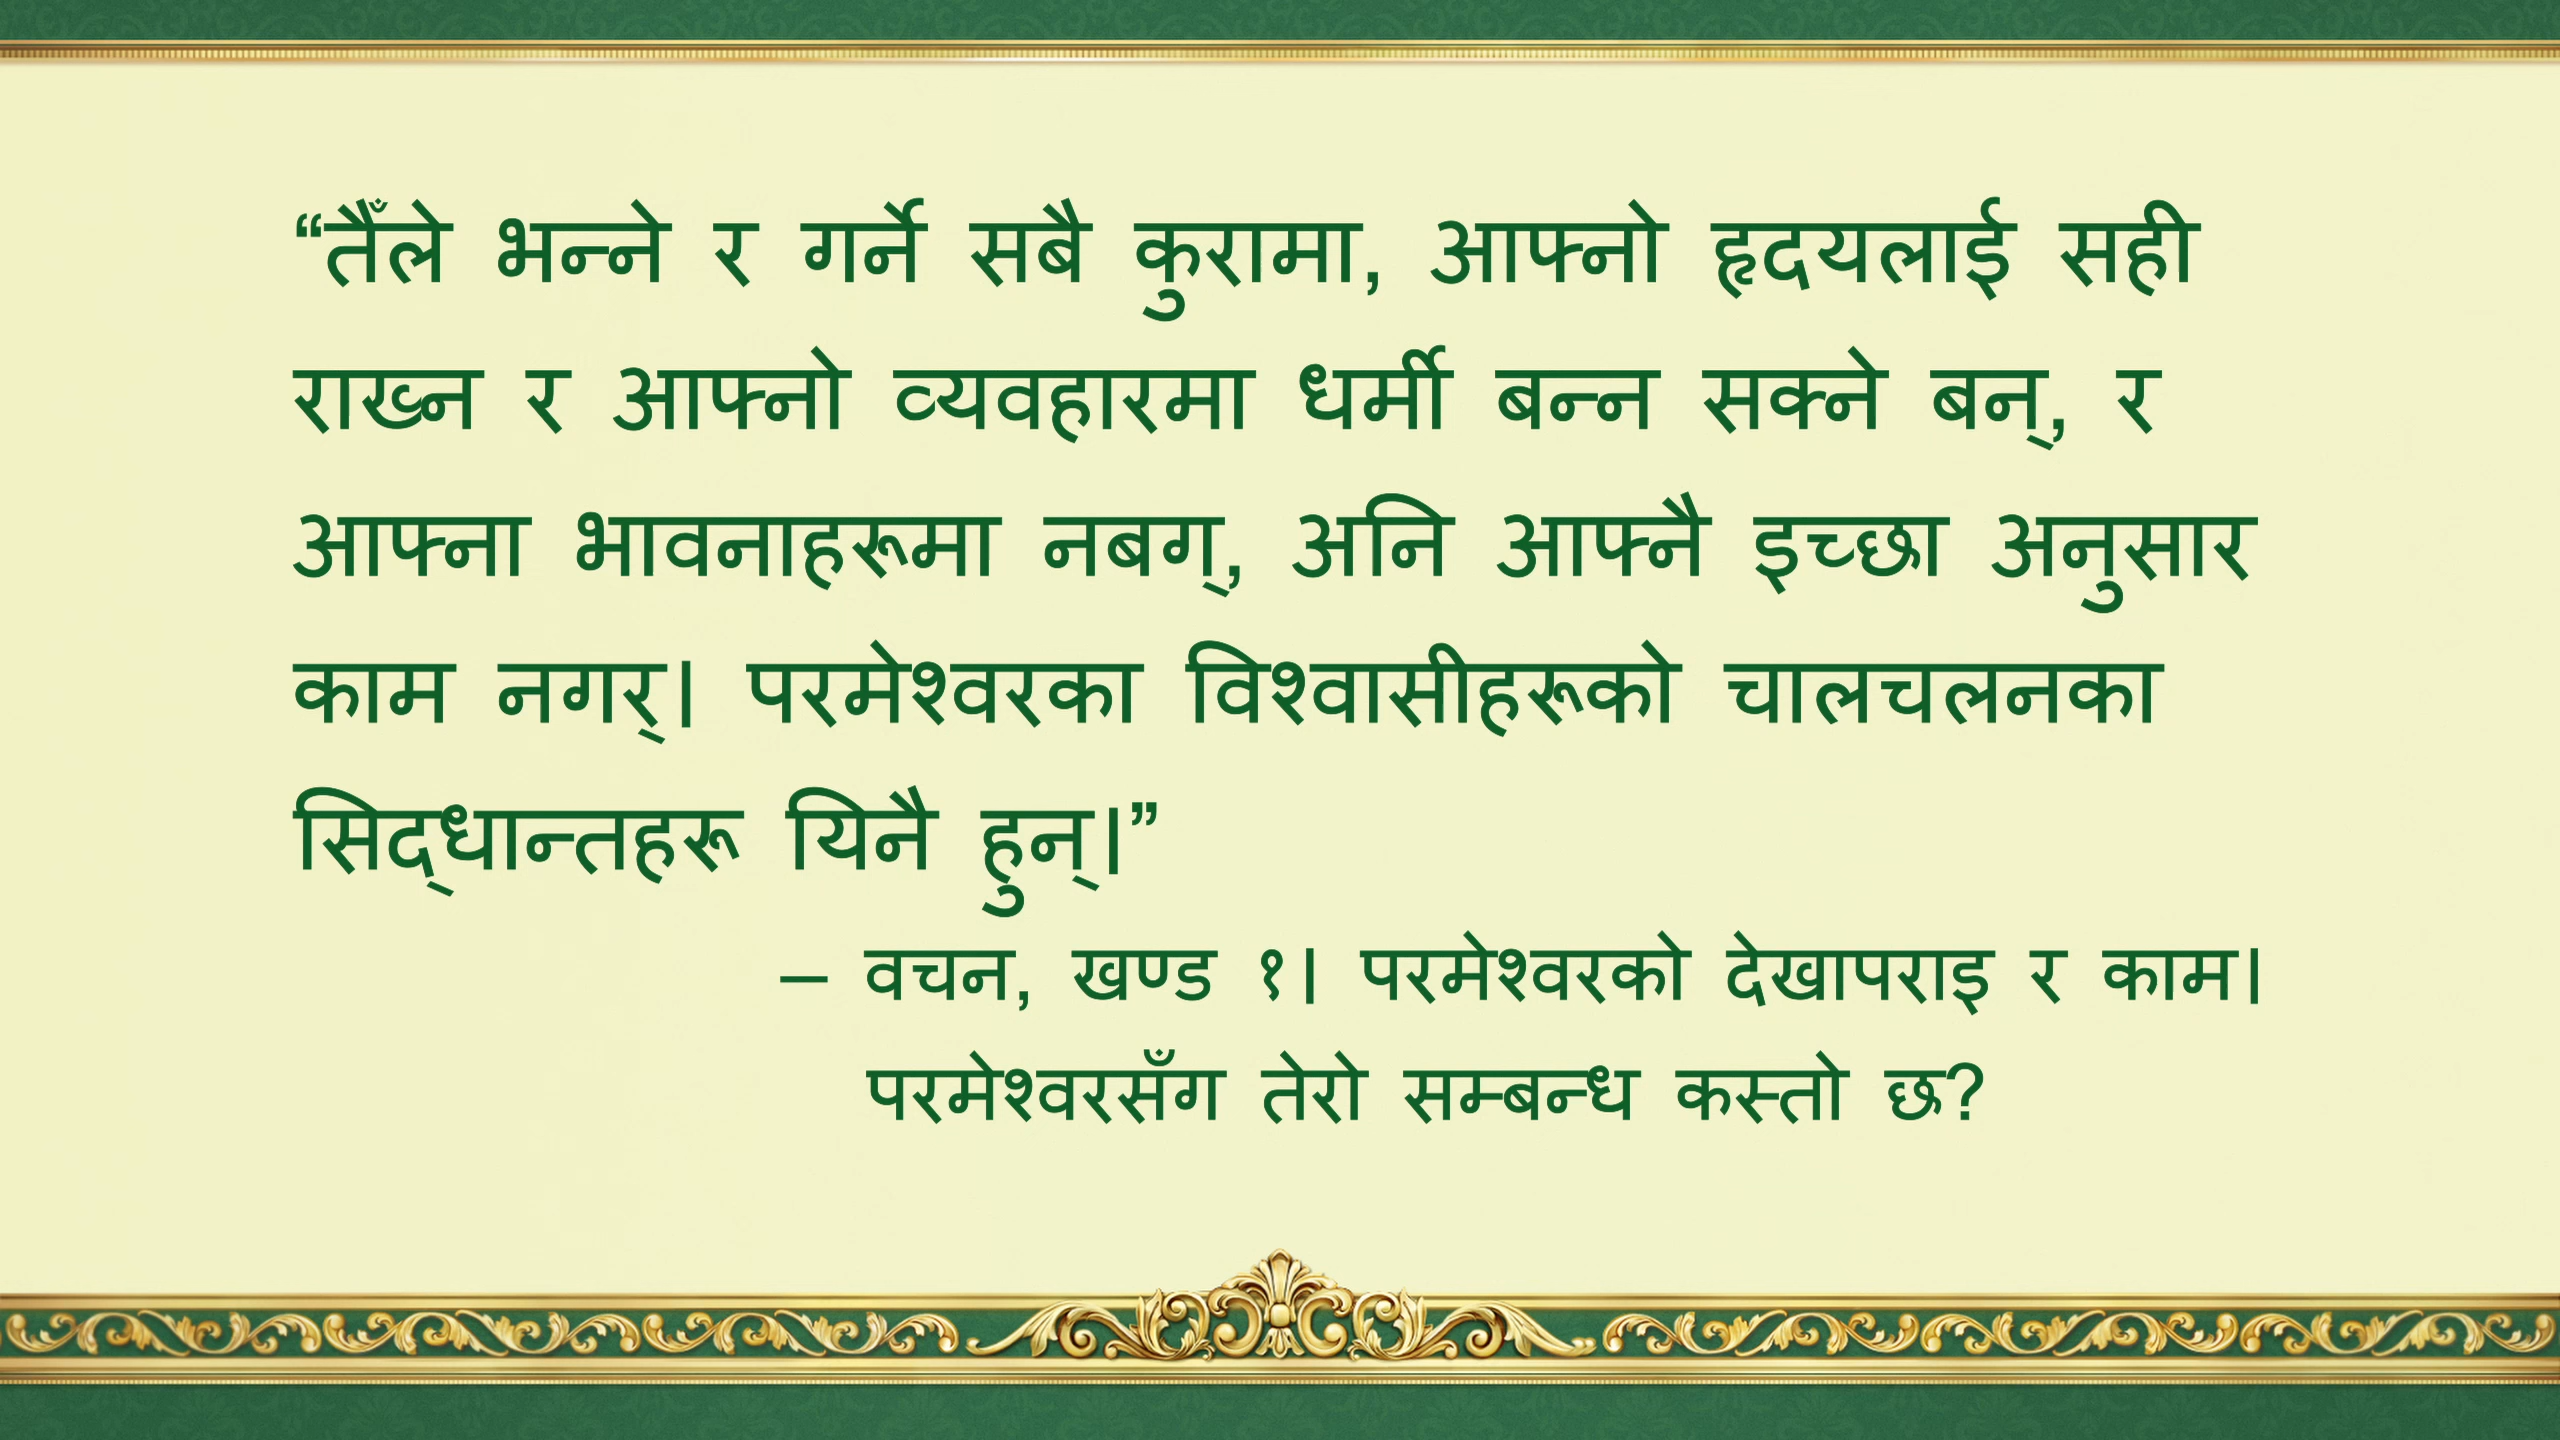 “तैँले भन्ने र गर्ने सबै कुरामा, आफ्नो हृदयलाई सही
राख्न र आफ्नो व्यवहारमा धर्मी बन्न सक्ने बन्, र
आफ्ना भावनाहरूमा नबग्, अनि आफ्नै इच्छा अनुसार
काम नगर्। परमेश्वरका विश्वासीहरूको चालचलनका
सिद्‌धान्तहरू यिनै हुन्।”
– वचन, खण्ड १। परमेश्वरको देखापराइ र काम।
परमेश्वरसँग तेरो सम्बन्ध कस्तो छ?